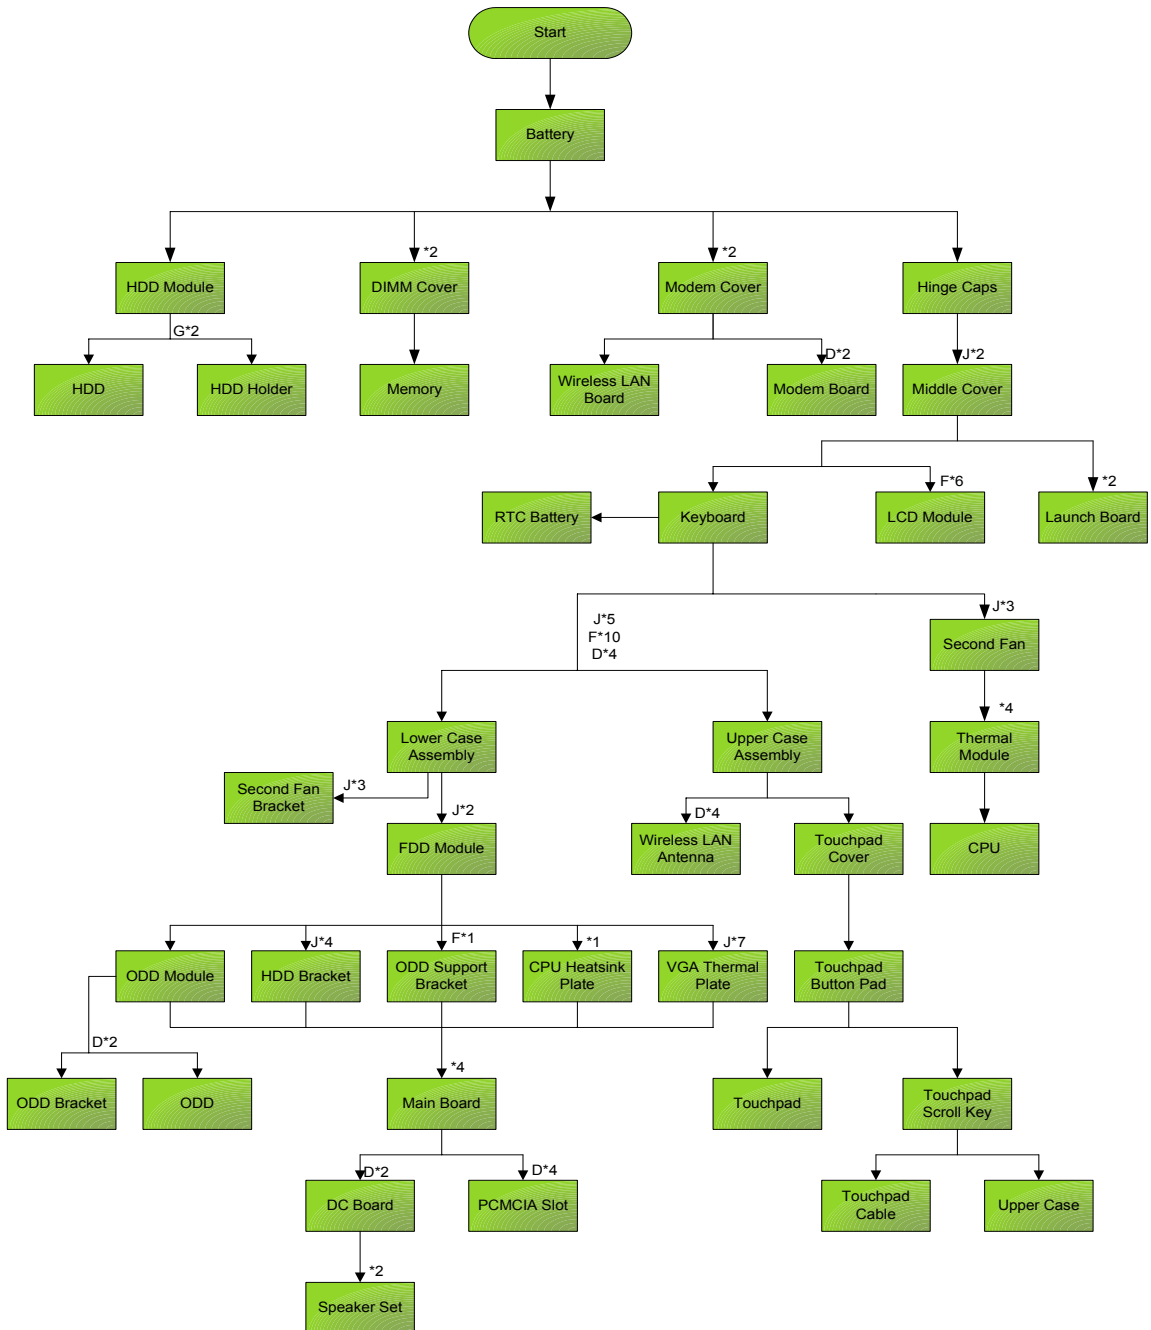 Start
Battery
*2
*2
HDD Module
DIMM Cover
Modem Cover
Hinge Caps
G*2
D*2
J*2
HDD
HDD Holder
Memory
Wireless LAN
Board
Modem Board
Middle Cover
F*6
*2
RTC Battery
Keyboard
LCD Module
Launch Board
J*5
F*10
D*4
J*3
Second Fan
*4
Lower Case
Assembly
Upper Case
Assembly
Thermal
Module
Second Fan
Bracket
J*3
J*2
D*4
FDD Module
Wireless LAN
Antenna
Touchpad
Cover
CPU
J*4
F*1
*1
J*7
ODD Module
HDD Bracket
ODD Support
Bracket
CPU Heatsink
Plate
VGA Thermal
Plate
Touchpad
Button Pad
D*2
*4
ODD Bracket
ODD
Main Board
Touchpad
Touchpad
Scroll Key
D*2
D*4
DC Board
PCMCIA Slot
Touchpad
Cable
Upper Case
*2
Speaker Set